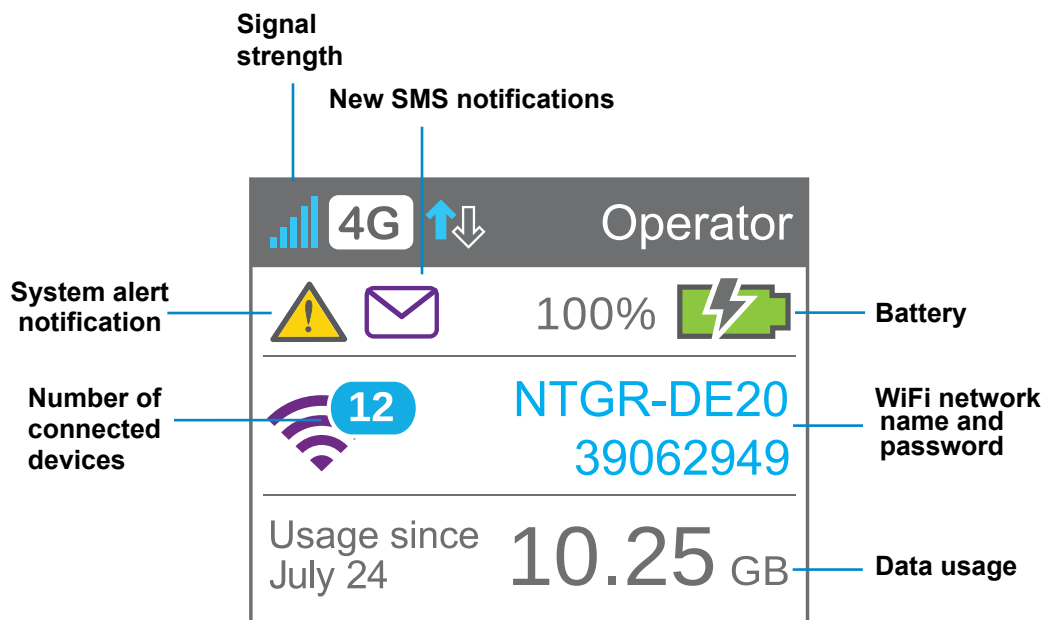 Signal
strength
New SMS notifications
4G
Operator
System alert
notification
100%
Battery
Number of
connected
devices
12
NTGR-DE20
39062949
WiFi network
name and
password
Usage since
July 24
10.25 GB
Data usage